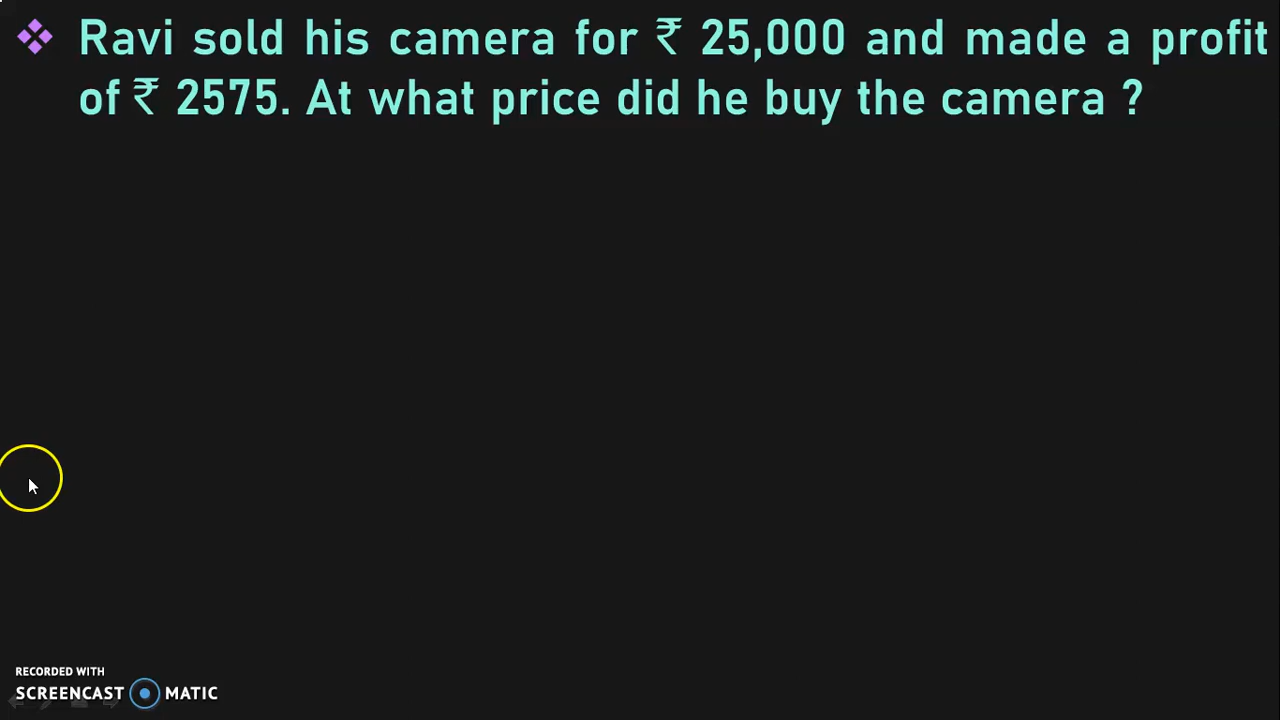 ❖ Ravi sold his camera for ₹ 25,000 and made a profit
of ₹ 2575. At what price did he buy the camera ?
RECORDED WITH
SCREENCAST MATIC